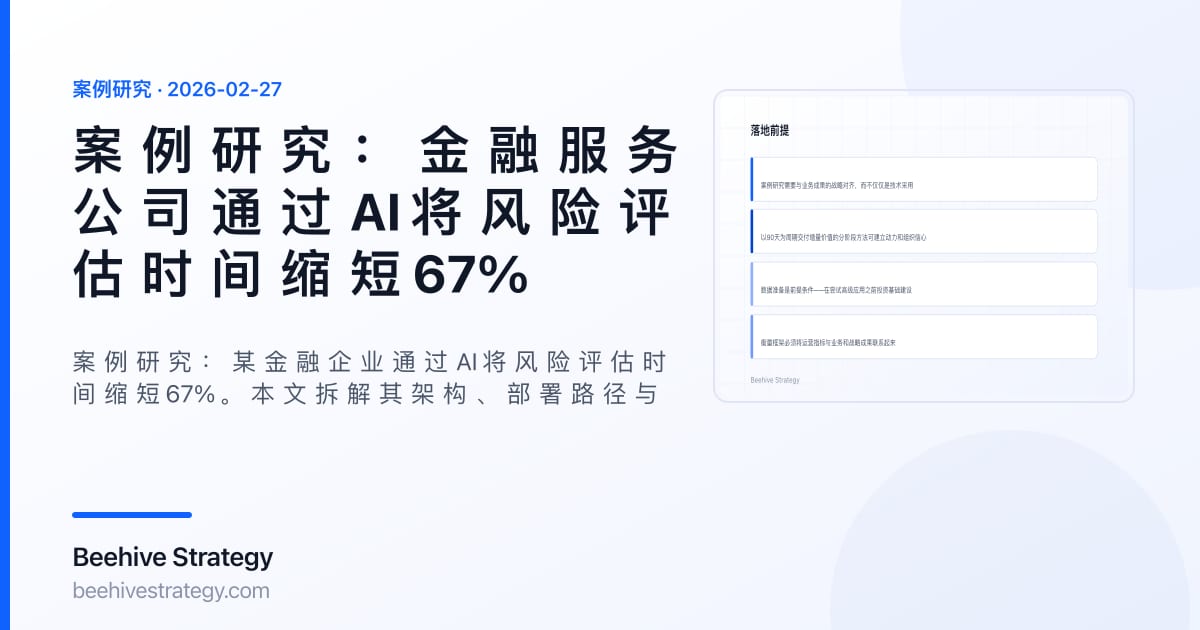 案例研究 · 2026-02-27
案例研究：金融服务
公司通过AI将风险评
估时间缩短67%
案例研究：某金融企业通过AI将风险评估时
间缩短67%。本文拆解其架构、部署路径与
Beehive Strategy
beehivestrategy.com
落地前提
案例研究需要与业务成果的战略对齐，而不仅仅是技术采用
以90天为周期交付增量价值的分阶段方法可建立动力和组织信心
数据准备是前提条件——在尝试高级应用之前投资基础建设
衡量框架必须将运营指标与业务和战略成果联系起来
Beehive Strategy